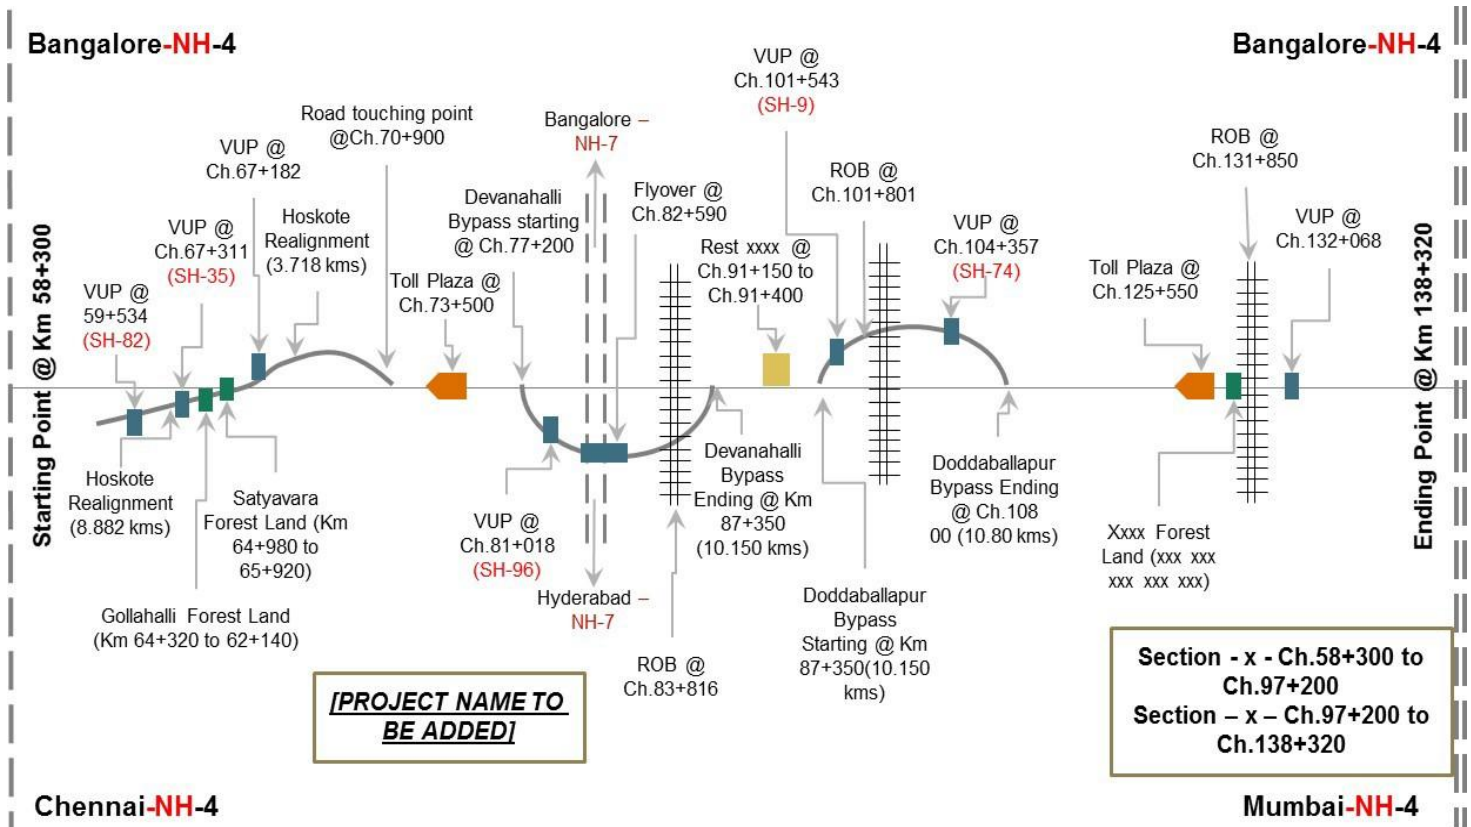 Bangalore-NH-4
Bangalore-NH-4
Starting Point @ Km 58+300
VUP @
59+534
(SH-82)
VUP @
Ch.67+311
(SH-35)
VUP @
Ch.67+182
Hoskote
Realignment
(3.718 kms)
Road touching point
@Ch.70+900
Toll Plaza @
Ch.73+500
Devanahalli
Bypass starting
@ Ch.77+200
Bangalore –
NH-7
Flyover @
Ch.82+590
Rest xxxx @
Ch.91+150 to
Ch.91+400
VUP @
Ch.101+543
(SH-9)
ROB @
Ch.101+801
VUP @
Ch.104+357
(SH-74)
Toll Plaza @
Ch.125+550
ROB @
Ch.131+850
VUP @
Ch.132+068
Ending Point @ Km 138+320
Hoskote
Realignment
(8.882 kms)
Satyavara
Forest Land (Km
64+980 to
65+920)
Gollahalli Forest Land
(Km 64+320 to 62+140)
VUP @
Ch.81+018
(SH-96)
Hyderabad –
NH-7
ROB @
Ch.83+816
Devanahalli
Bypass
Ending @ Km
87+350
(10.150 kms)
Doddaballapur
Bypass
Starting @ Km
87+350(10.150
kms)
Doddaballapur
Bypass Ending
@ Ch.108
00 (10.80 kms)
Xxxx Forest
Land (xxx xxx
xxx xxx xxx)
[PROJECT NAME TO
BE ADDED]
Section - x - Ch.58+300 to
Ch.97+200
Section – x – Ch.97+200 to
Ch.138+320
Chennai-NH-4
Mumbai-NH-4